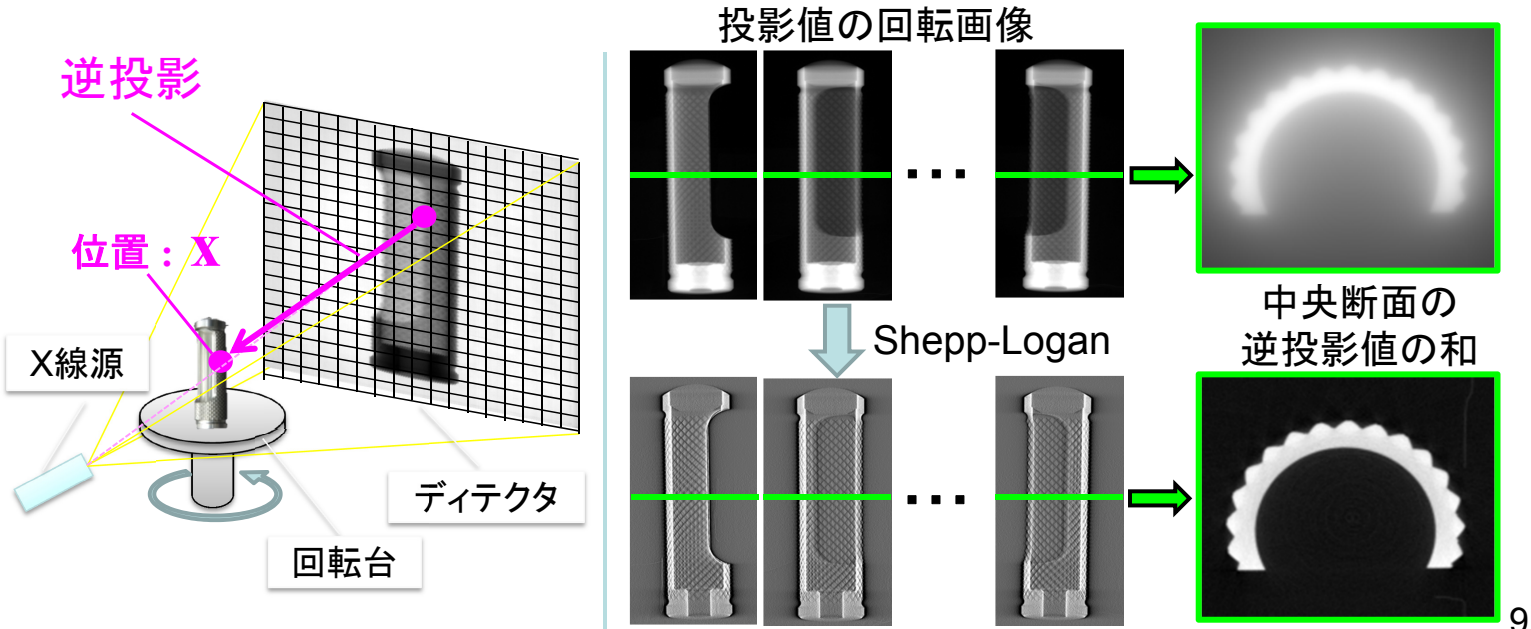 逆投影
位置：X
X線源
ディテクタ
回転台
投影値の回転画像
...
Shepp-Logan
中央断面の
逆投影値の和
...
9